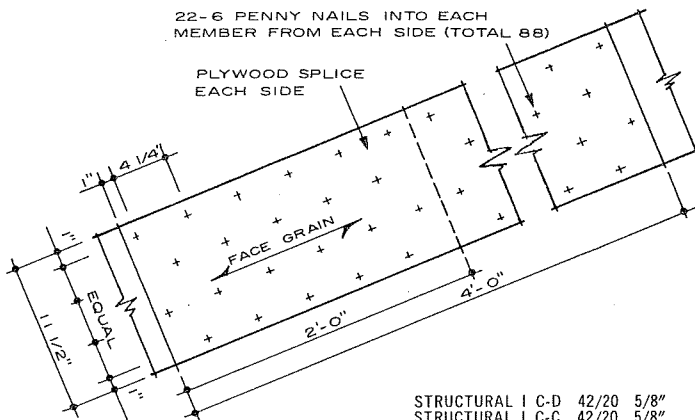 22-6 PENNY NAILS INTO EACH
MEMBER FROM EACH SIDE (TOTAL 88)
PLYWOOD SPLICE
EACH SIDE
1"
4 1/4"
FACE GRAIN
1"
EQUAL
11 1/2"
1"
2'-0"
4'-0"
STRUCTURAL I C-D 42/20 5/8"
STRUCTURAL I C-C 42/20 5/8"